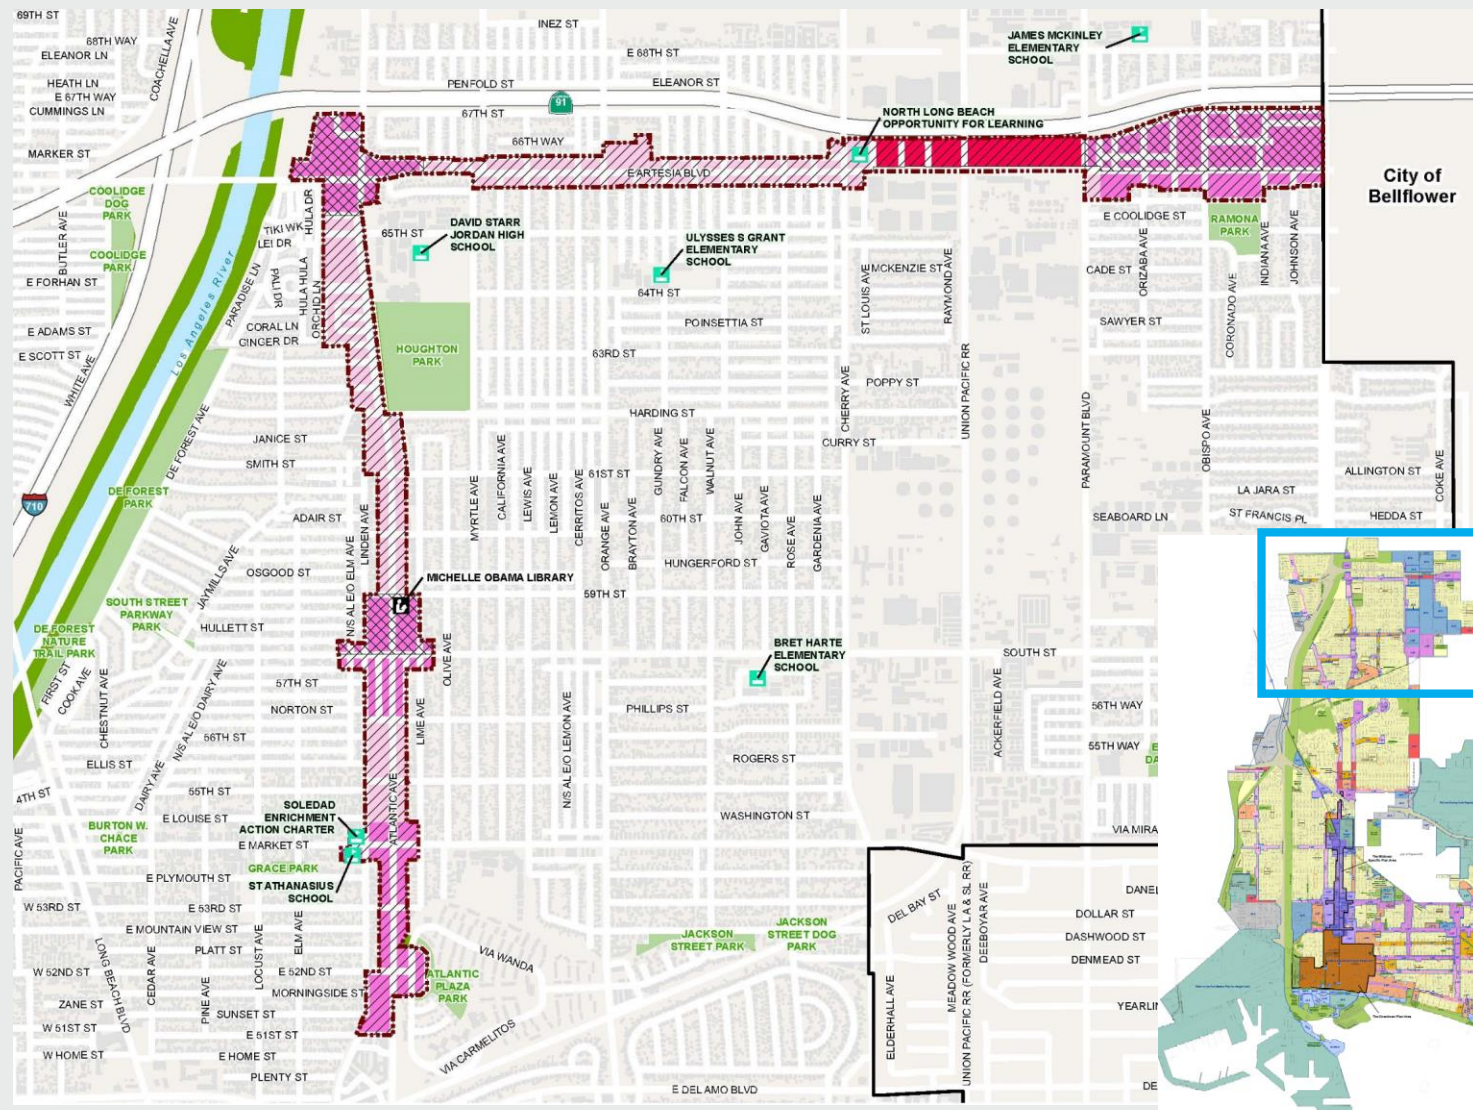 69TH ST
68TH WAY
ELEANOR LN
HEATH LN
E 67TH WAY
CUMMINGS LN
MARKER ST
COACHELLA AVE
INEZ ST
E 68TH ST
PENFOLD ST
ELEANOR ST
91
67TH ST
66TH WAY
JAMES MCKINLEY
ELEMENTARY
SCHOOL
NORTH LONG BEACH
OPPORTUNITY FOR LEARNING
E ARTESIA BLVD
City of
Bellflower
COOLIDGE
DOG
PARK
COOLIDGE
PARK
BUTLER AVE
E FORHAN ST
E ADAMS ST
E SCOTT ST
WHITE AVE
Los Angeles River
HULA DR
TIKI WK
LEI DR
PALI DR
HULA HULA
ORCHID LN
PARADISE LN
CORAL LN
GINGER DR
65TH ST
DAVID STARR
JORDAN HIGH
SCHOOL
ULYSSES S GRANT
ELEMENTARY
SCHOOL
64TH ST
POINSETTIA ST
63RD ST
HOUGHTON
PARK
HARDING ST
MCKENZIE ST
ST LOUIS AVE
RAYMOND AVE
CHERRY AVE
POPPY ST
CURRY ST
UNION PACIFIC RR
E COOLIDGE ST
RAMONA
PARK
CADE ST
SAWYER ST
ORIZABA AVE
CORONADO AVE
INDIANA AVE
JOHNSON AVE
PARAMOUNT BLVD
OBISPO AVE
ALLINGTON ST
COKE AVE
LA JARA ST
ST FRANCIS PL
HEDDA ST
SEABOARD LN
DE FOREST AVE
JANICE ST
SMITH ST
DE FOREST
PARK
710
ADAIR ST
LINDEN AVE
N/S AL E/O ELM AVE
OSGOOD ST
JAYMILLS AVE
MYRTLE AVE
CALIFORNIA AVE
LEWIS AVE
LEMON AVE
CERRITOS AVE
61ST ST
ORANGE AVE
BRAYTON AVE
GUNDRY AVE
FALCON AVE
WALNUT AVE
60TH ST
JOHN AVE
GAVIOTA AVE
ROSE AVE
GARDENIA AVE
HUNGERFORD ST
59TH ST
MICHELLE OBAMA LIBRARY
SOUTH STREET
PARKWAY
PARK
HULLETT ST
DE FOREST
NATURE
TRAIL PARK
FIRST ST
COOK AVE
CHESTNUT AVE
N/S AL E/O DAIRY AVE
57TH ST
NORTON ST
56TH ST
ELLIS ST
DAIRY AVE
4TH ST
55TH ST
OLIVE AVE
LIME AVE
N/S AL E/O LEMON AVE
BRET HARTE
ELEMENTARY
SCHOOL
SOUTH ST
PHILLIPS ST
ROGERS ST
WASHINGTON ST
ACKERFIELD AVE
56TH WAY
55TH WAY
VIA MIRA
SOLEDAD
ENRICHMENT
ACTION CHARTER
E LOUISE ST
E MARKET ST
ATLANTIC AVE
BURTON W.
CHACE
PARK
GRACE PARK
PACIFIC AVE
E PLYMOUTH ST
ST ATHANASIUS
SCHOOL
W 53RD ST
E 53RD ST
E MOUNTAIN VIEW ST
PLATT ST
LONG BEACH BLVD
CEDAR AVE
PINE AVE
LOCUST AVE
ELM AVE
W 52ND ST
E 52ND ST
MORNINGSIDE ST
ZANE ST
SUNSET ST
W 51ST ST
E 51ST ST
W HOME ST
E HOME ST
PLENTY ST
VIA WANDA
ATLANTIC
PLAZA
PARK
VIA CARMELITOS
JACKSON
STREET PARK
JACKSON
STREET DOG
PARK
E DEL AMO BLVD
DEL BAY ST
ELDERHALL AVE
MEADOW WOOD AVE
UNION PACIFIC RR (FORMERLY L A & SL RR)
DEEBOYAR AVE
DOLLAR ST
DASHWOOD ST
DENMEAD ST